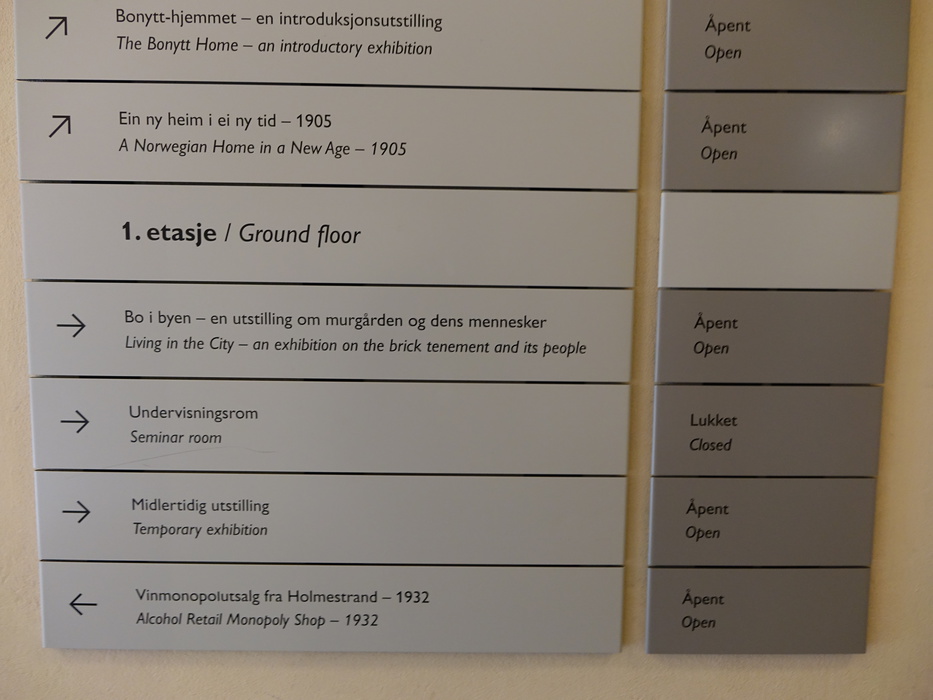 Bonytt-hjemmet – en introduksjonsutstilling
The Bonytt Home – an introductory exhibition
Åpent
Open
Ein ny heim i ei ny tid – 1905
A Norwegian Home in a New Age – 1905
Åpent
Open
1. etasje / Ground floor
Bo i byen – en utstilling om murgården og dens mennesker
Living in the City – an exhibition on the brick tenement and its people
Åpent
Open
Undervisningsrom
Seminar room
Lukket
Closed
Midlertidig utstilling
Temporary exhibition
Åpent
Open
Vinmonopolutsalg fra Holmestrand – 1932
Alcohol Retail Monopoly Shop – 1932
Åpent
Open